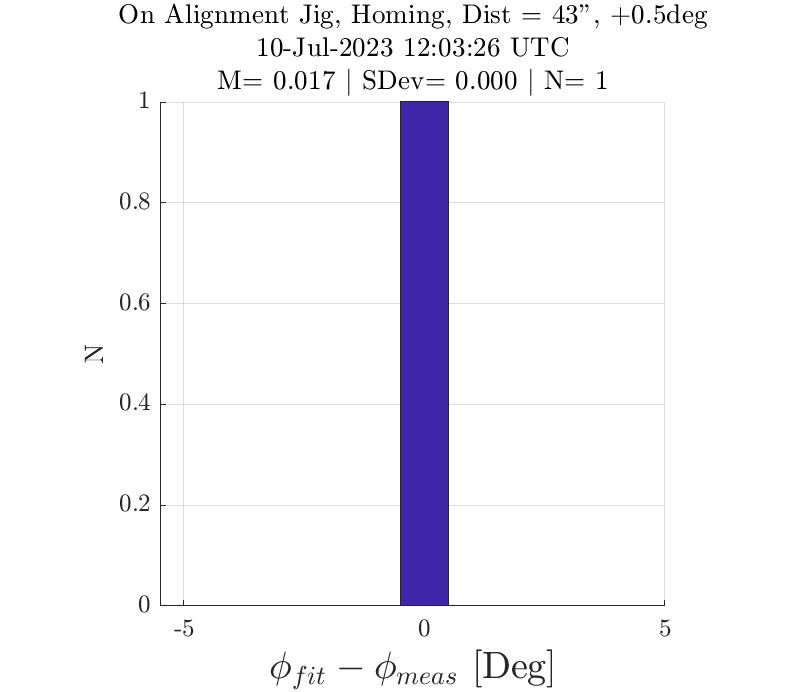 On Alignment Jig, Homing, Dist = 43”, +0.5deg
10-Jul-2023 12:03:26 UTC
M= 0.017 | SDev= 0.000 | N= 1
1
0.8
0.6
N
0.4
0.2
0
-5 0 5
ϕ_fit − ϕ_meas [Deg]